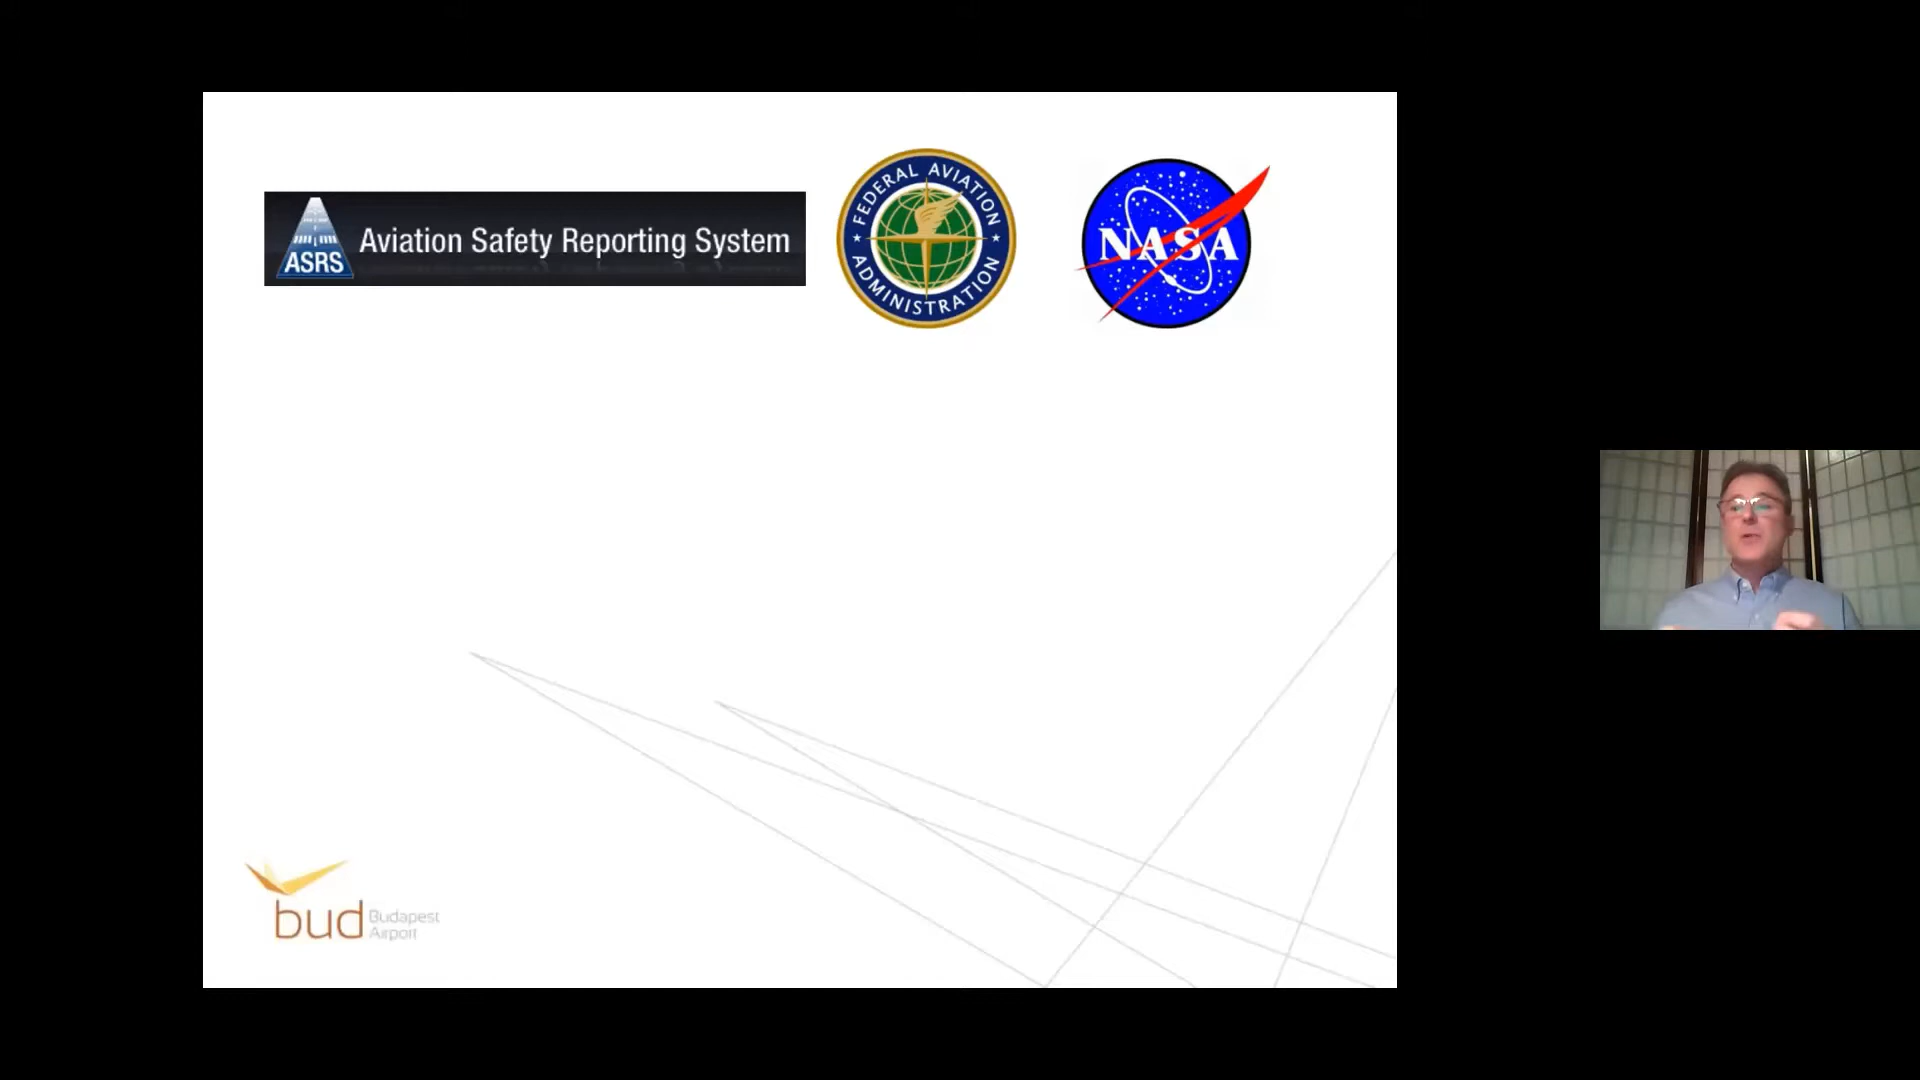 ASRS
Aviation Safety Reporting System
FEDERAL AVIATION
ADMINISTRATION
NASA
bud
Budapest
Airport